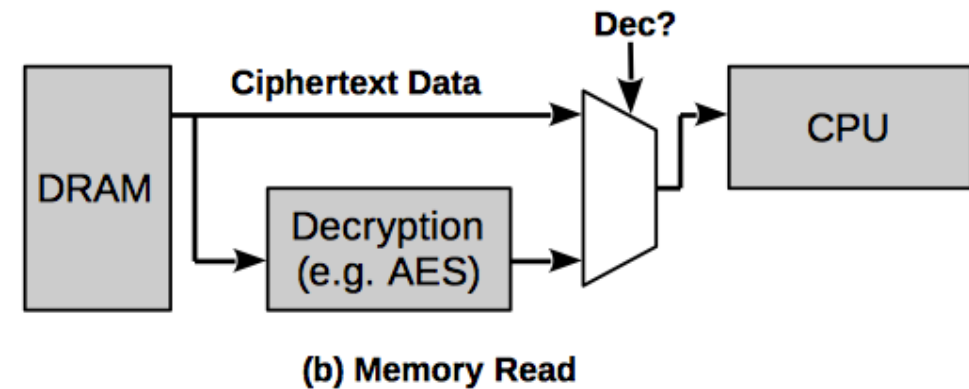 Dec?
Ciphertext Data
DRAM
CPU
Decryption
(e.g. AES)
(b) Memory Read